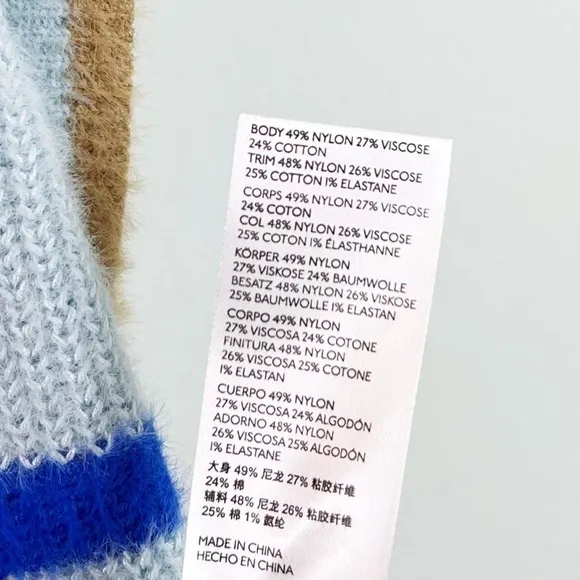 BODY 49% NYLON 27% VISCOSE
24% COTTON
TRIM 48% NYLON 26% VISCOSE
25% COTTON 1% ELASTANE
CORPS 49% NYLON 27% VISCOSE
24% COTON
COL 48% NYLON 26% VISCOSE
25% COTON 1% ÉLASTHANNE
KÖRPER 49% NYLON
27% VISKOSE 24% BAUMWOLLE
BESATZ 48% NYLON 26% VISKOSE
25% BAUMWOLLE 1% ELASTAN
CORPO 49% NYLON
27% VISCOSA 24% COTONE
FINITURA 48% NYLON
26% VISCOSA 25% COTONE
1% ELASTAN
CUERPO 49% NYLON
27% VISCOSA 24% ALGODÓN
ADORNO 48% NYLON
26% VISCOSA 25% ALGODÓN
1% ELASTANE
大身 49% 尼龙 27% 粘胶纤维
24% 棉
辅料 48% 尼龙 26% 粘胶纤维
25% 棉 1% 氨纶
MADE IN CHINA
HECHO EN CHINA